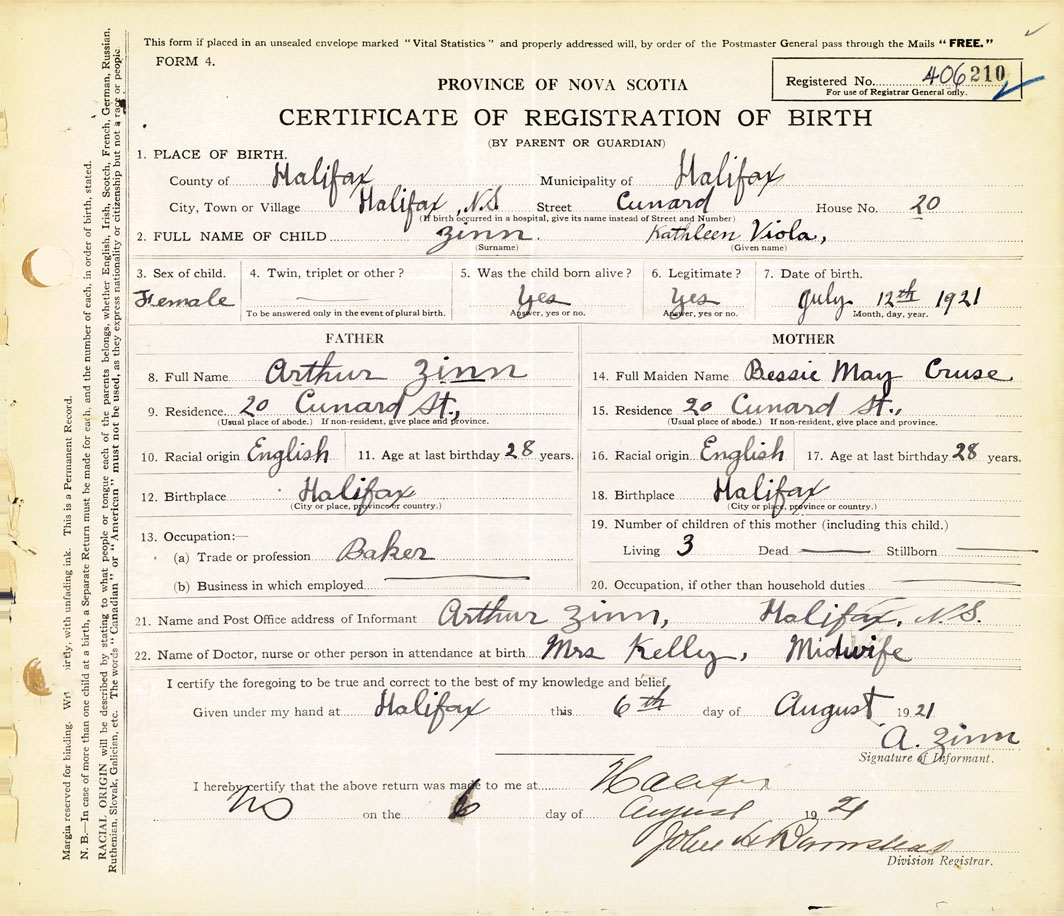 This form if placed in an unsealed envelope marked "Vital Statistics" and properly addressed will, by order of the Postmaster General pass through the Mails "FREE."
FORM 4.
Registered No. 406 210
For use of Registrar General only.
PROVINCE OF NOVA SCOTIA
CERTIFICATE OF REGISTRATION OF BIRTH
(BY PARENT OR GUARDIAN)
1. PLACE OF BIRTH.
County of Halifax Municipality of Halifax
City, Town or Village Halifax, N.S Street Cunard House No. 20
(If birth occurred in a hospital, give its name instead of Street and Number)
2. FULL NAME OF CHILD Zinn Kathleen Viola,
(Surname) (Given name)
3. Sex of child. 4. Twin, triplet or other? 5. Was the child born alive? 6. Legitimate? 7. Date of birth.
Female Yes Yes July 12th 1921
To be answered only in the event of plural birth. Answer, yes or no. Answer, yes or no. Month, day, year.
FATHER
8. Full Name Arthur Zinn
9. Residence 20 Cunard St.,
(Usual place of abode.) If non-resident, give place and province.
10. Racial origin English 11. Age at last birthday 28 years.
12. Birthplace Halifax
(City or place, province or country.)
13. Occupation:—
(a) Trade or profession Baker
(b) Business in which employed
MOTHER
14. Full Maiden Name Bessie May Cruse
15. Residence 20 Cunard St.,
(Usual place of abode.) If non-resident, give place and province.
16. Racial origin English 17. Age at last birthday 28 years.
18. Birthplace Halifax
(City or place, province or country.)
19. Number of children of this mother (including this child.)
Living 3 Dead Stillborn
20. Occupation, if other than household duties
21. Name and Post Office address of Informant Arthur Zinn, Halifax, N.S.
22. Name of Doctor, nurse or other person in attendance at birth Mrs Kelly, Midwife
I certify the foregoing to be true and correct to the best of my knowledge and belief,
Given under my hand at Halifax this 6th day of August 1921
A. Zinn
Signature of Informant.
I hereby certify that the above return was made to me at Halifax
NS on the 6 day of August 1921
John H Barnstead
Division Registrar.
Margin reserved for binding. with unfading ink. This is a Permanent Record.
N. B.—In case of more than one child at a birth, a Separate Return must be made for each, and the number of each, in order of birth, stated.
RACIAL ORIGIN will be described by stating to what people or tongue each of the parents belongs, whether English, Irish, Scotch, French, German, Russian,
Ruthenian, Slovak, Galician, etc. The words "Canadian" or "American" must not be used, as they express nationality or citizenship but not a race or people.